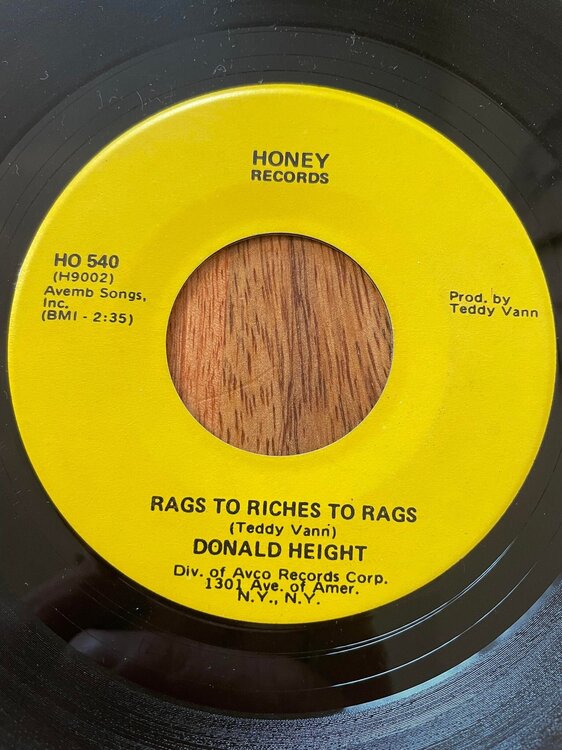 HONEY
RECORDS
HO 540
(H9002)
Avemb Songs,
Inc.
(BMI - 2:35)
Prod. by
Teddy Vann
RAGS TO RICHES TO RAGS
(Teddy Vann)
DONALD HEIGHT
Div. of Avco Records Corp.
1301 Ave. of Amer.
N.Y., N.Y.